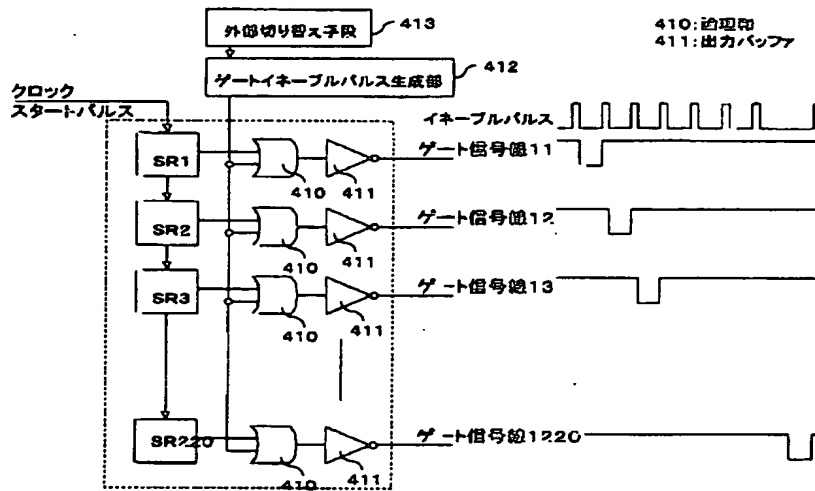 外部切り替え手段 413
410:論理和
411:出力バッファ
ゲートイネーブルパルス生成部 412
クロック
スタートパルス
イネーブルパルス
SR1
410
411
ゲート信号線11
SR2
410
411
ゲート信号線12
SR3
410
411
ゲート信号線13
SR220
410
411
ゲート信号線1220